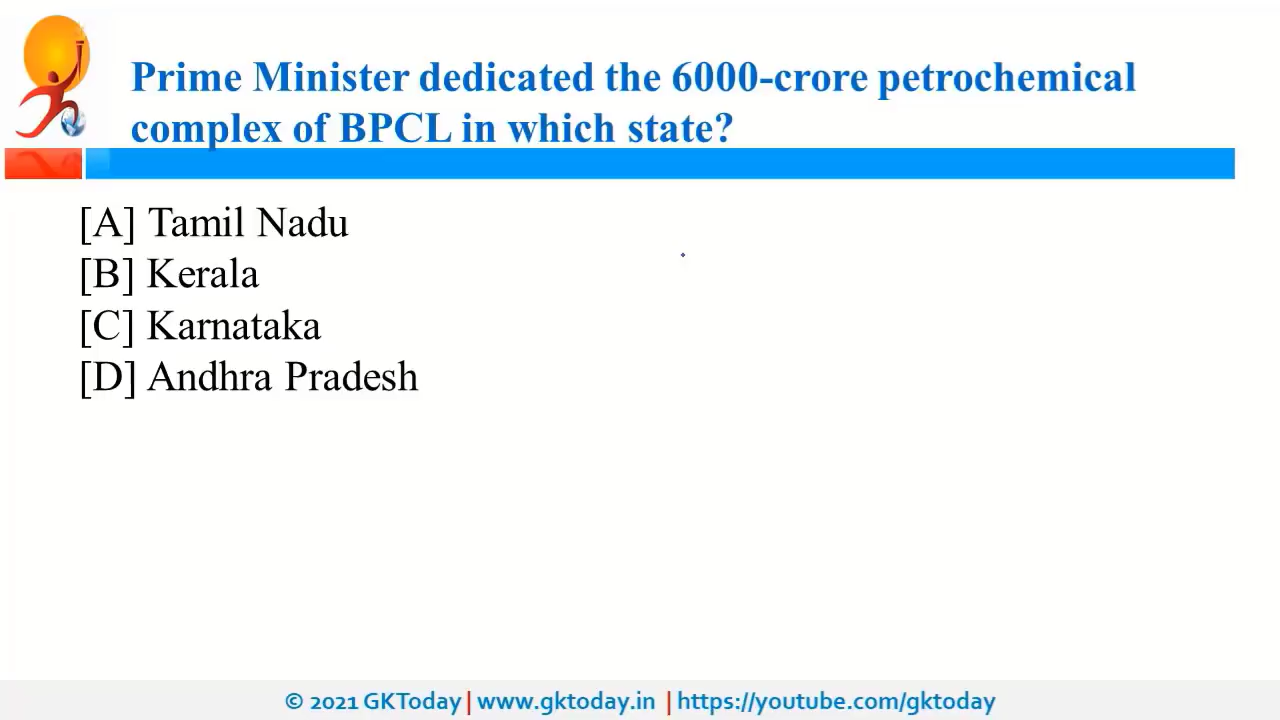 Prime Minister dedicated the 6000-crore petrochemical
complex of BPCL in which state?
[A] Tamil Nadu
[B] Kerala
[C] Karnataka
[D] Andhra Pradesh
© 2021 GKToday | www.gktoday.in | https://youtube.com/gktoday